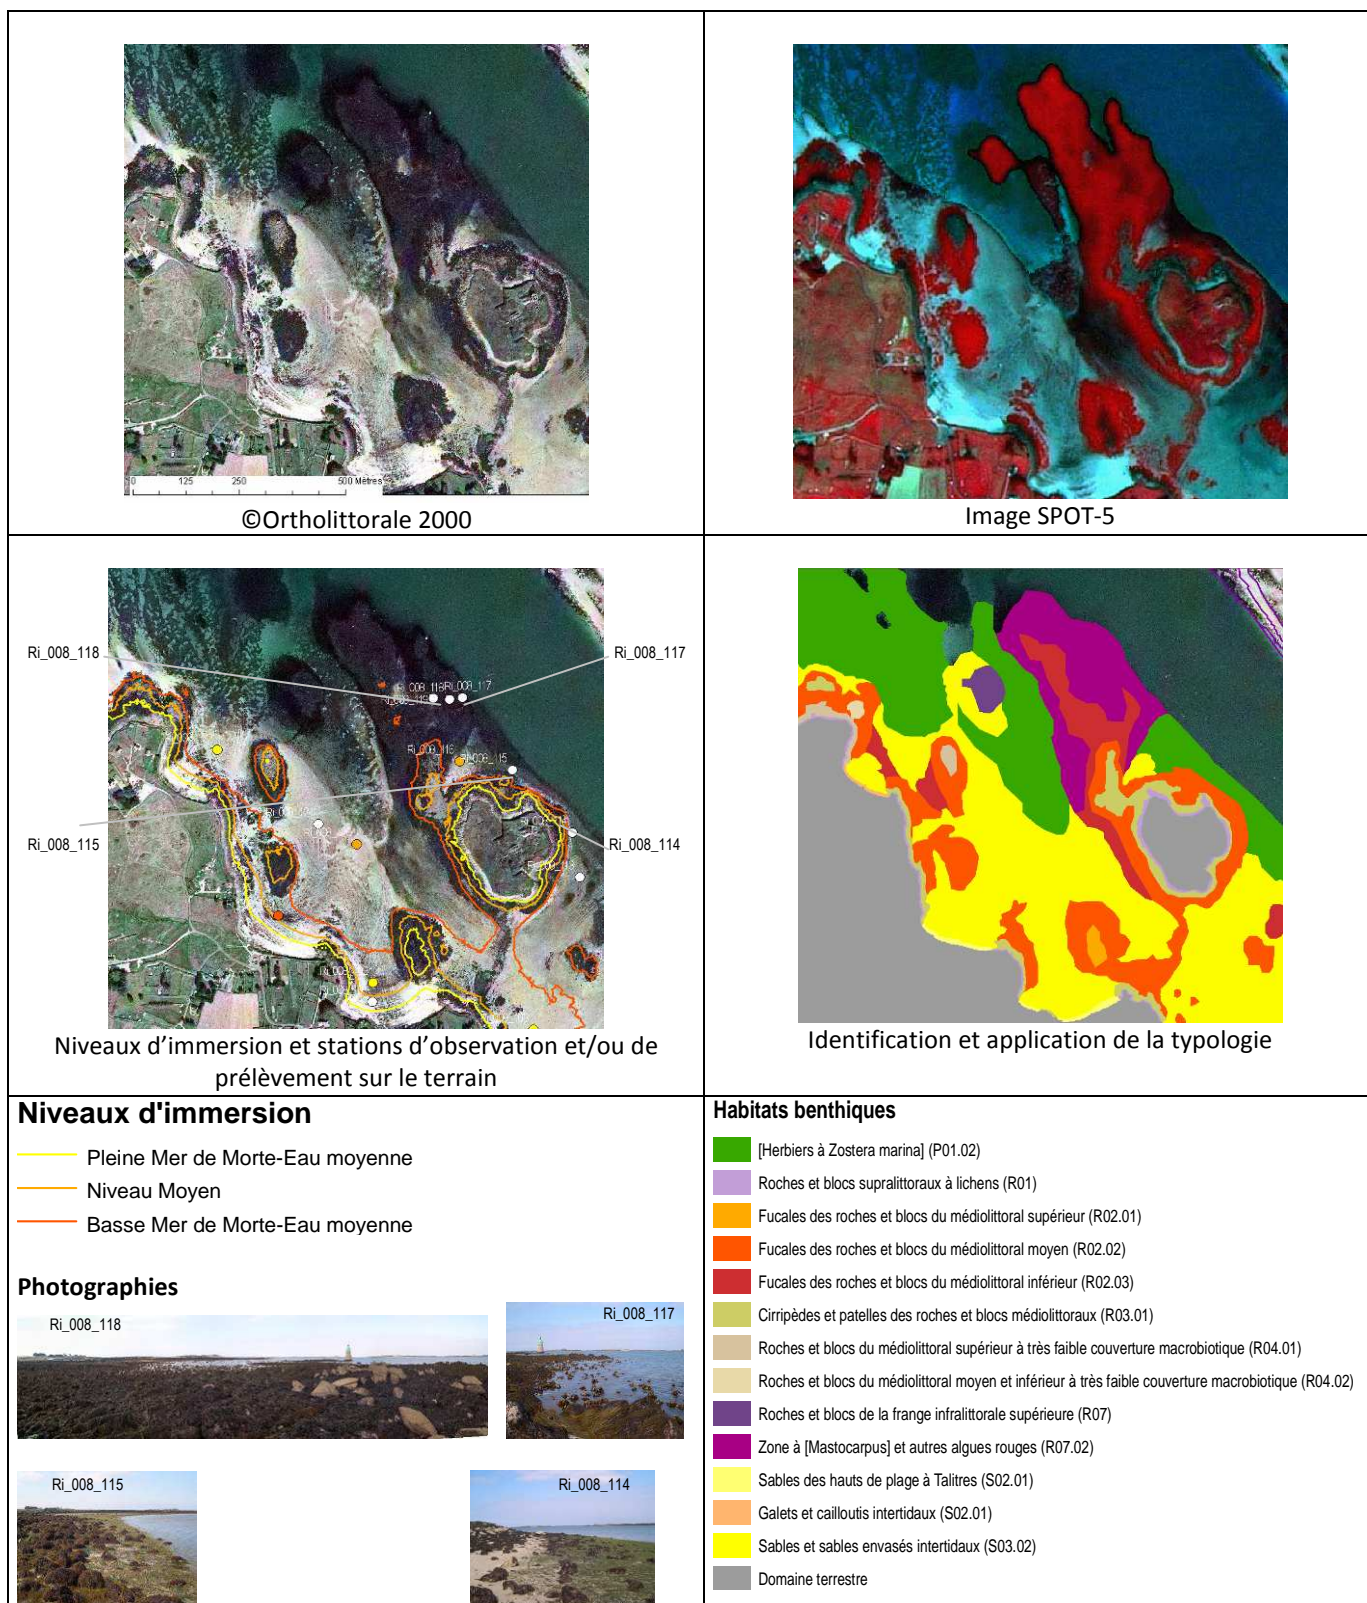 0 125 250 500 Mètres
©Ortholittorale 2000
Image SPOT-5
Ri_008_118
Ri_008_117
Ri_008_115
Ri_008_114
Niveaux d'immersion et stations d'observation et/ou de
prélèvement sur le terrain
Identification et application de la typologie
Niveaux d'immersion
Pleine Mer de Morte-Eau moyenne
Niveau Moyen
Basse Mer de Morte-Eau moyenne
Photographies
Ri_008_118
Ri_008_117
Ri_008_115
Ri_008_114
Habitats benthiques
[Herbiers à Zostera marina] (P01.02)
Roches et blocs supralittoraux à lichens (R01)
Fucales des roches et blocs du médiolittoral supérieur (R02.01)
Fucales des roches et blocs du médiolittoral moyen (R02.02)
Fucales des roches et blocs du médiolittoral inférieur (R02.03)
Cirripèdes et patelles des roches et blocs médiolittoraux (R03.01)
Roches et blocs du médiolittoral supérieur à très faible couverture macrobiotique (R04.01)
Roches et blocs du médiolittoral moyen et inférieur à très faible couverture macrobiotique (R04.02)
Roches et blocs de la frange infralittorale supérieure (R07)
Zone à [Mastocarpus] et autres algues rouges (R07.02)
Sables des hauts de plage à Talitres (S02.01)
Galets et cailloutis intertidaux (S02.01)
Sables et sables envasés intertidaux (S03.02)
Domaine terrestre